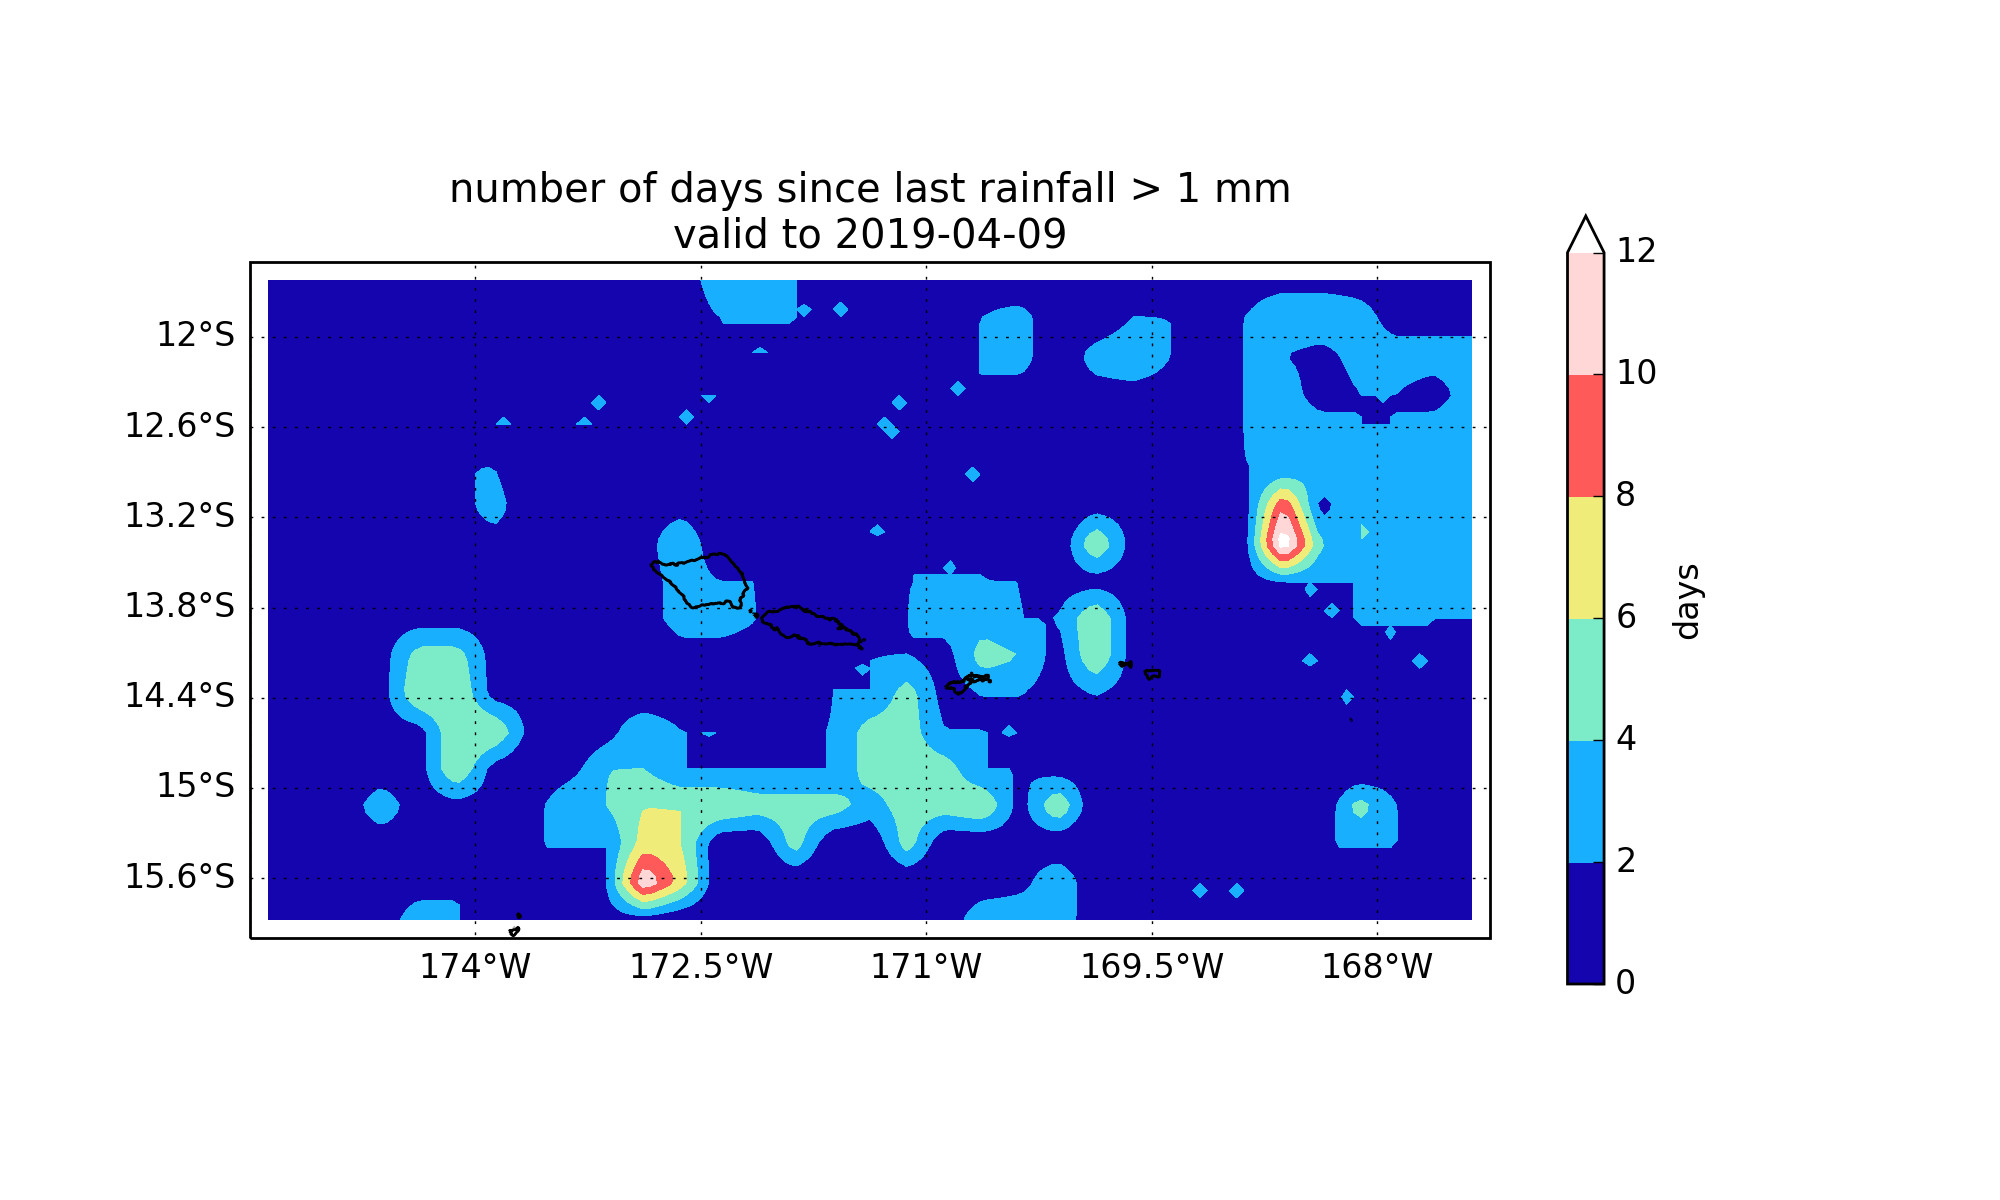 number of days since last rainfall > 1 mm
valid to 2019-04-09
12°S
12.6°S
13.2°S
13.8°S
14.4°S
15°S
15.6°S
174°W
172.5°W
171°W
169.5°W
168°W
12
10
8
6
4
2
0
days